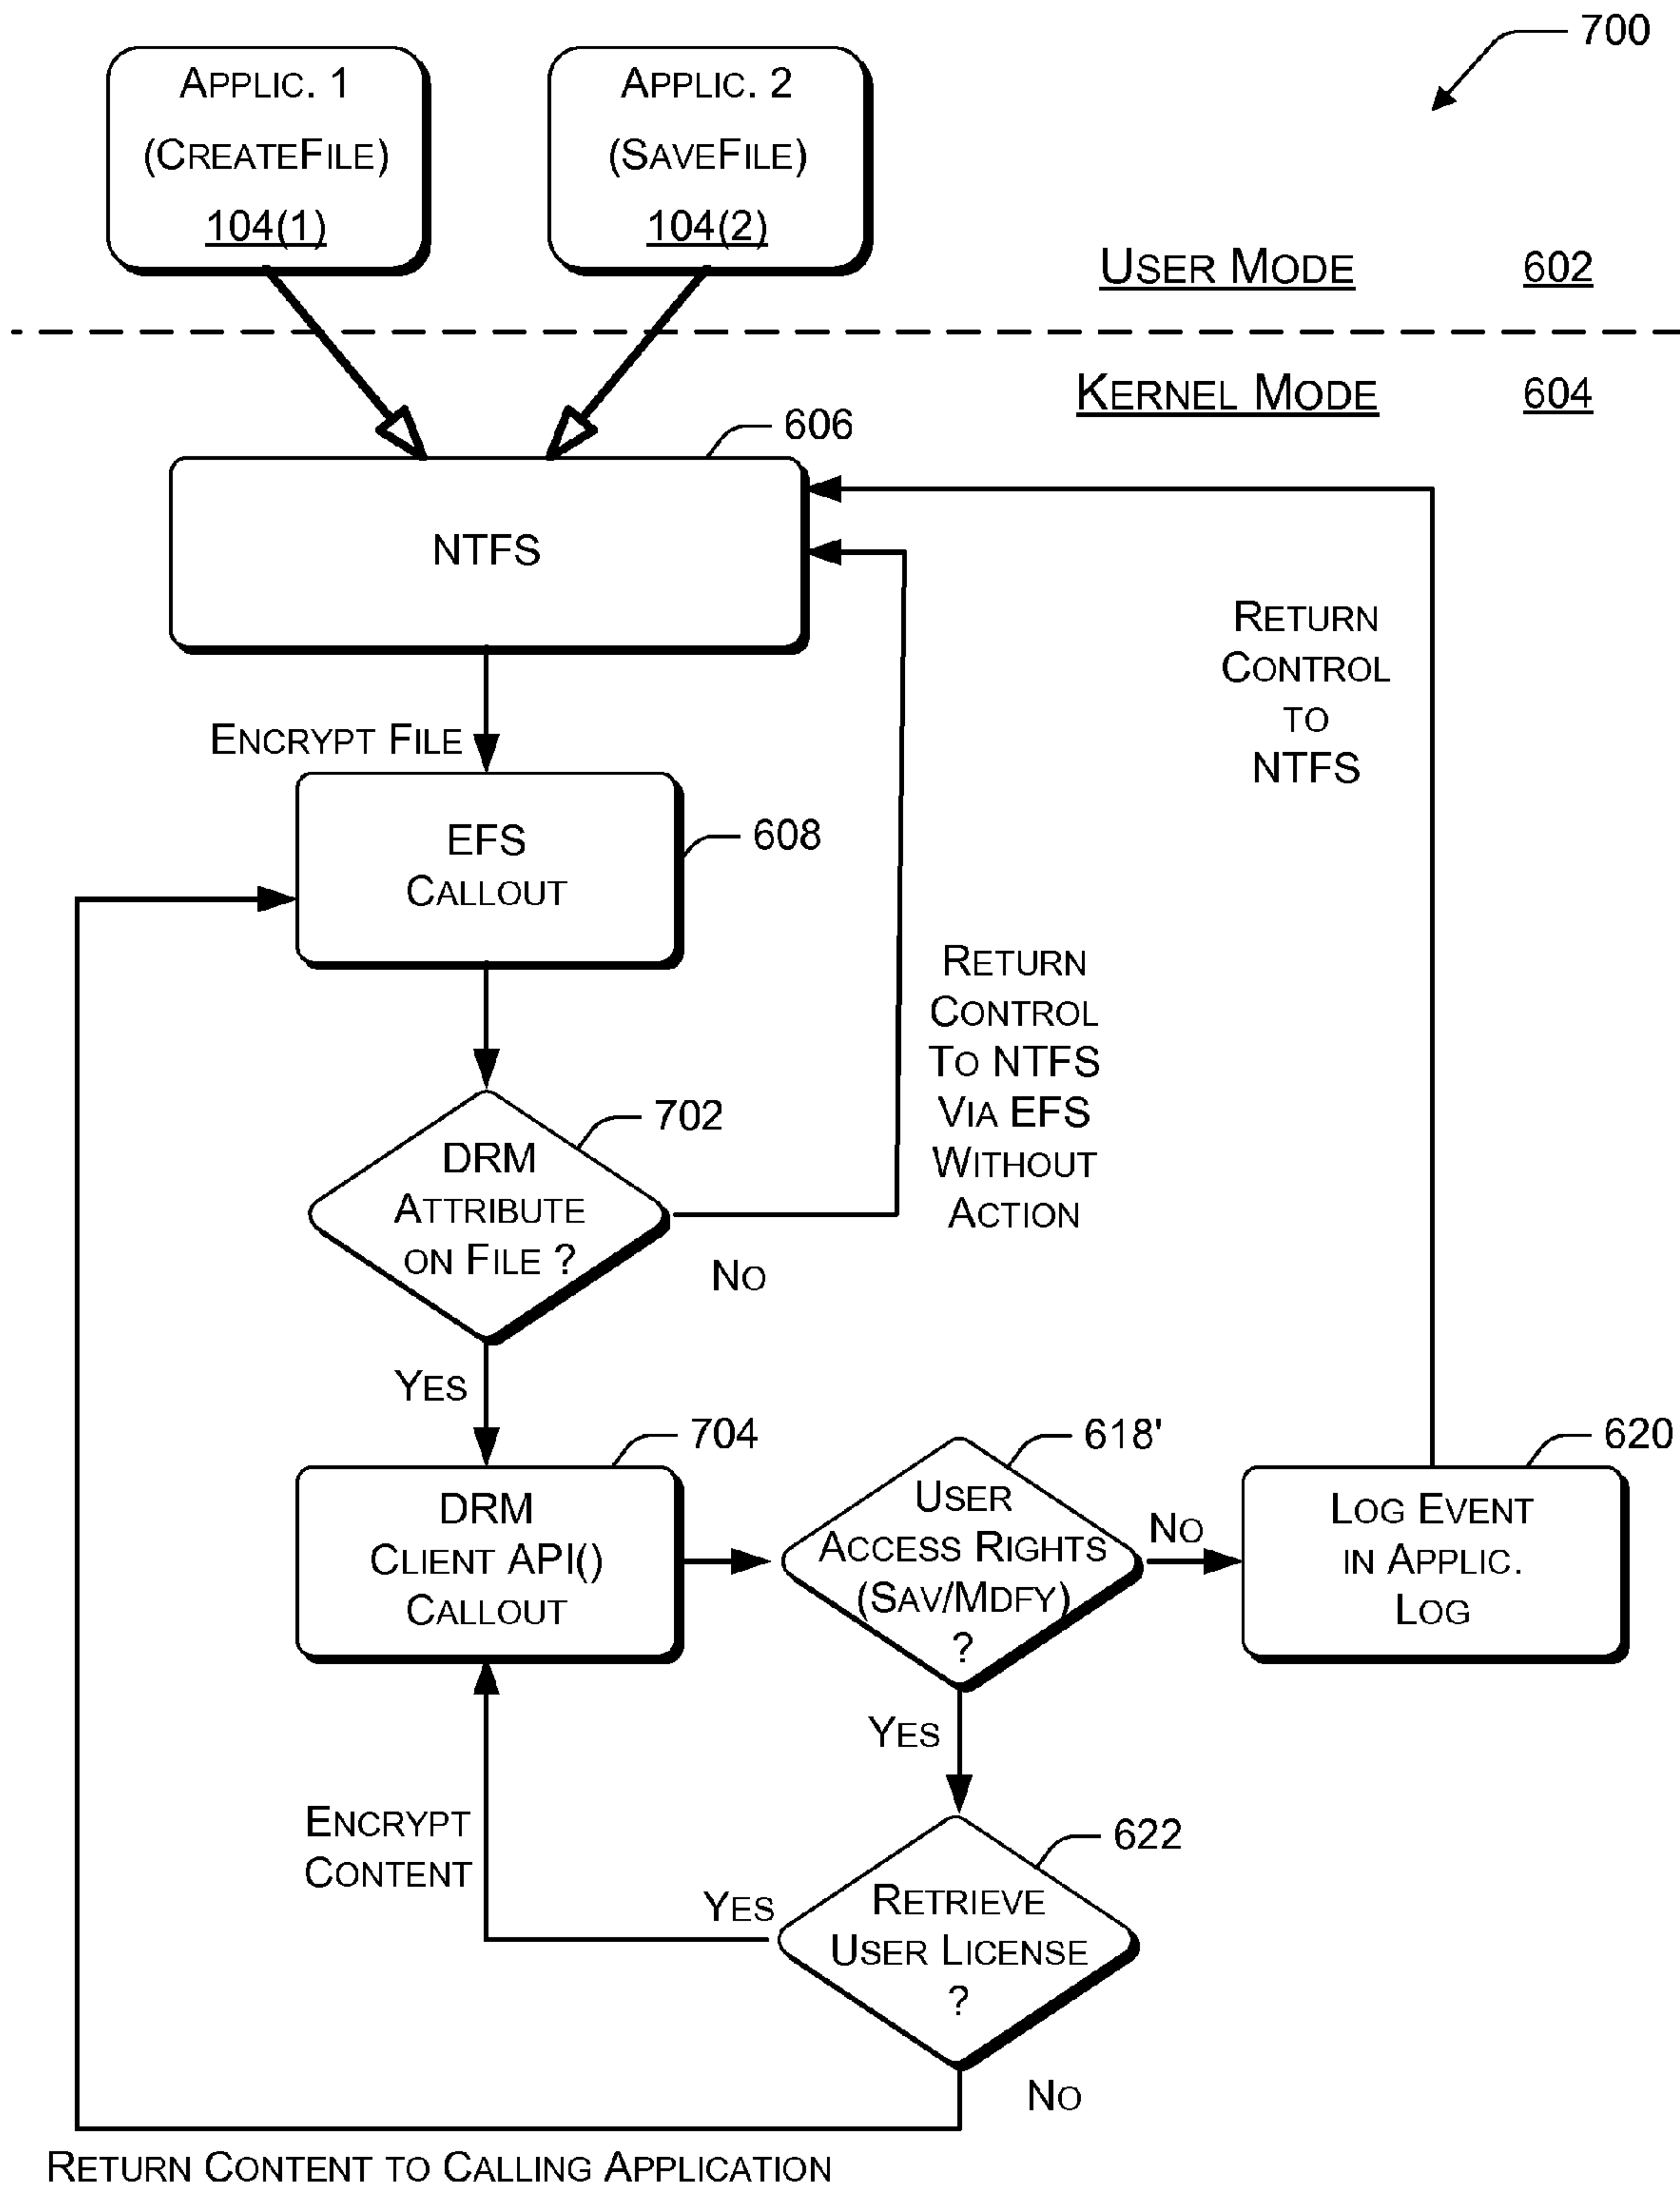 700
APPLIC. 1
(CREATEFILE)
104(1)
APPLIC. 2
(SAVEFILE)
104(2)
USER MODE 602
KERNEL MODE 604
606
NTFS
RETURN
CONTROL
TO
NTFS
ENCRYPT FILE
EFS
CALLOUT
608
RETURN
CONTROL
TO NTFS
VIA EFS
WITHOUT
ACTION
702
DRM
ATTRIBUTE
ON FILE ?
NO
YES
704
DRM
CLIENT API()
CALLOUT
618'
USER
ACCESS RIGHTS
(SAV/MDFY)
?
NO
620
LOG EVENT
IN APPLIC.
LOG
YES
ENCRYPT
CONTENT
622
YES
RETRIEVE
USER LICENSE
?
NO
RETURN CONTENT TO CALLING APPLICATION